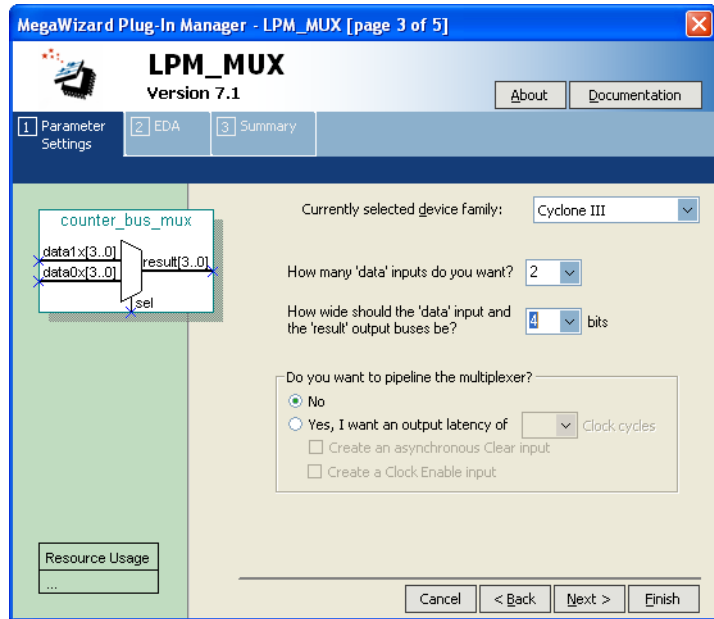 MegaWizard Plug-In Manager - LPM_MUX [page 3 of 5]
LPM_MUX
Version 7.1
About
Documentation
1 Parameter Settings
2 EDA
3 Summary
counter_bus_mux
data1x[3..0]
data0x[3..0]
result[3..0]
sel
Currently selected device family:
Cyclone III
How many 'data' inputs do you want?
2
How wide should the 'data' input and
the 'result' output buses be?
4
bits
Do you want to pipeline the multiplexer?
No
Yes, I want an output latency of
Clock cycles
Create an asynchronous Clear input
Create a Clock Enable input
Resource Usage
...
Cancel
< Back
Next >
Finish